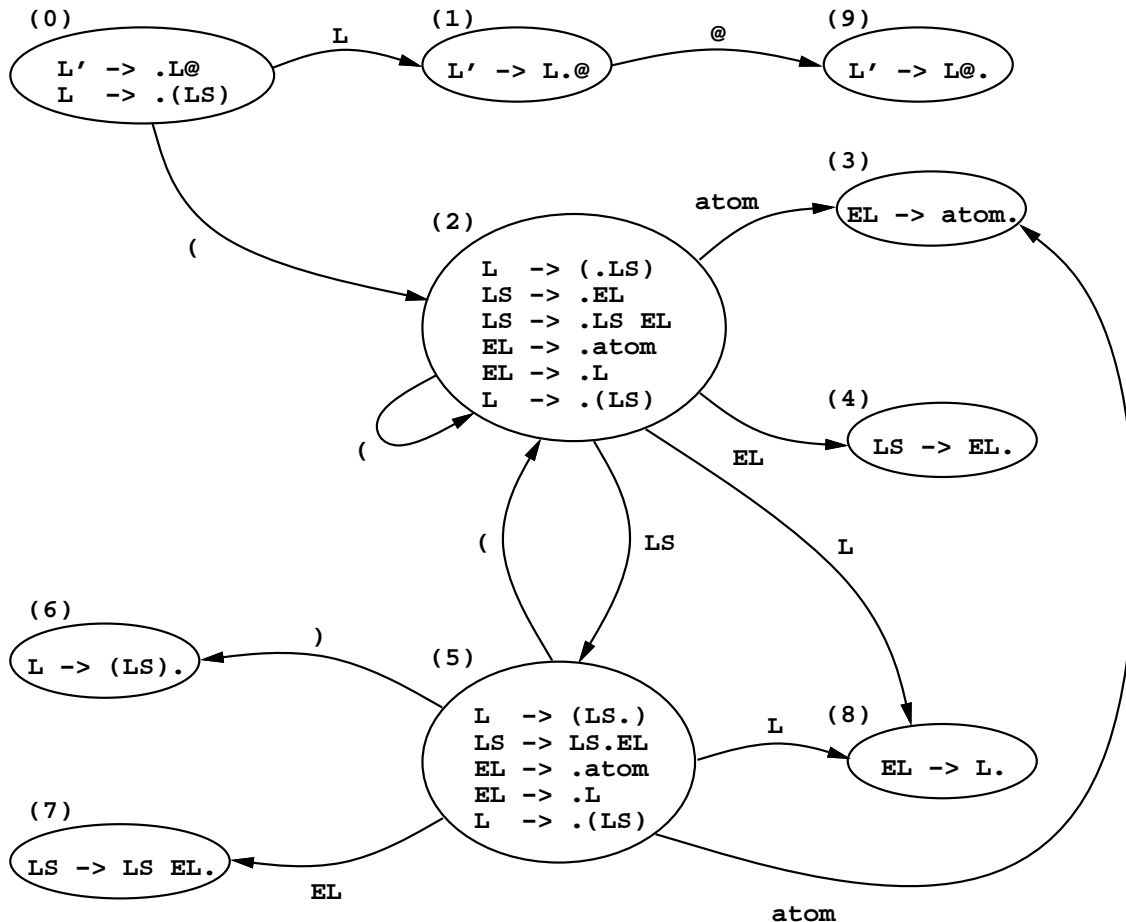 (0)
L' -> .L@
L -> .(LS)
L
(1)
L' -> L.@
@
(9)
L' -> L@.
(
(2)
L -> (.LS)
LS -> .EL
LS -> .LS EL
EL -> .atom
EL -> .L
L -> .(LS)
atom
(3)
EL -> atom.
(
EL
(4)
LS -> EL.
(
LS
L
(6)
L -> (LS).
)
(5)
L -> (LS.)
LS -> LS.EL
EL -> .atom
EL -> .L
L -> .(LS)
L
(8)
EL -> L.
(7)
LS -> LS EL.
EL
atom